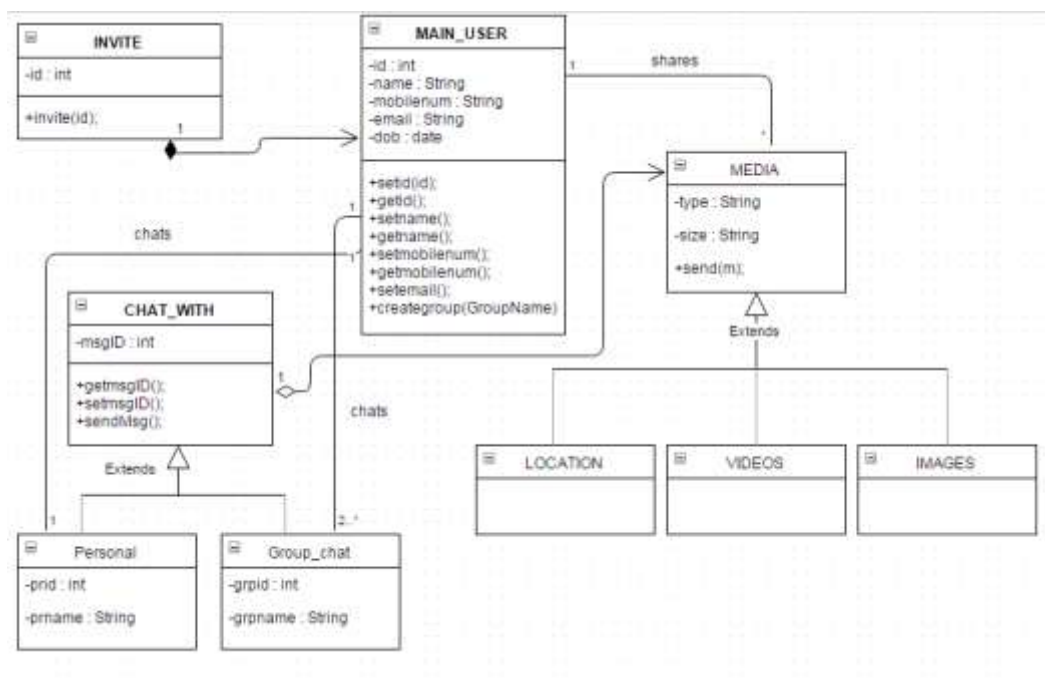 INVITE
-id : int
+invite(id);
1
MAIN_USER
-id : int
-name : String
-mobilenum : String
-email : String
-dob : date
+setid(id);
+getid();
+setname();
+getname();
+setmobilenum();
+getmobilenum();
+setemail();
+creategroup(GroupName)
1
shares
*
MEDIA
-type : String
-size : String
+send(m);
Extends
chats
1
1
CHAT_WITH
-msgID : int
+getmsgID();
+setmsgID();
+sendMsg();
1
chats
Extends
LOCATION
VIDEOS
IMAGES
1
2..*
Personal
-prid : int
-prname : String
Group_chat
-grpid : int
-grpname : String